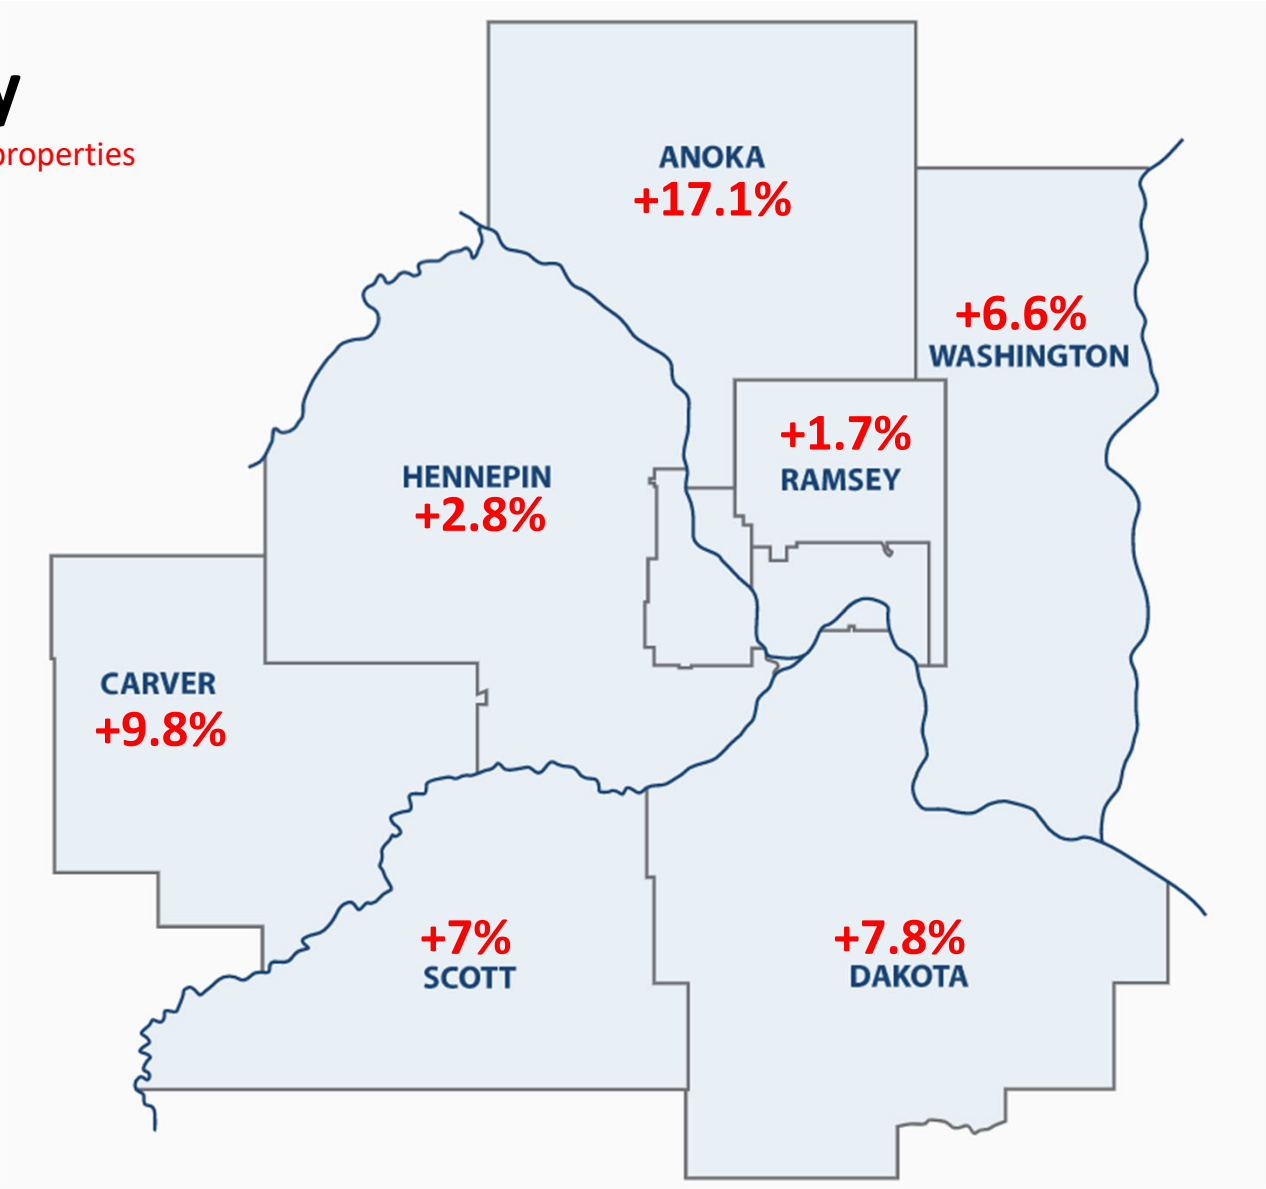 y
properties
ANOKA
+17.1%
+6.6%
WASHINGTON
+1.7%
RAMSEY
HENNEPIN
+2.8%
CARVER
+9.8%
+7%
SCOTT
+7.8%
DAKOTA